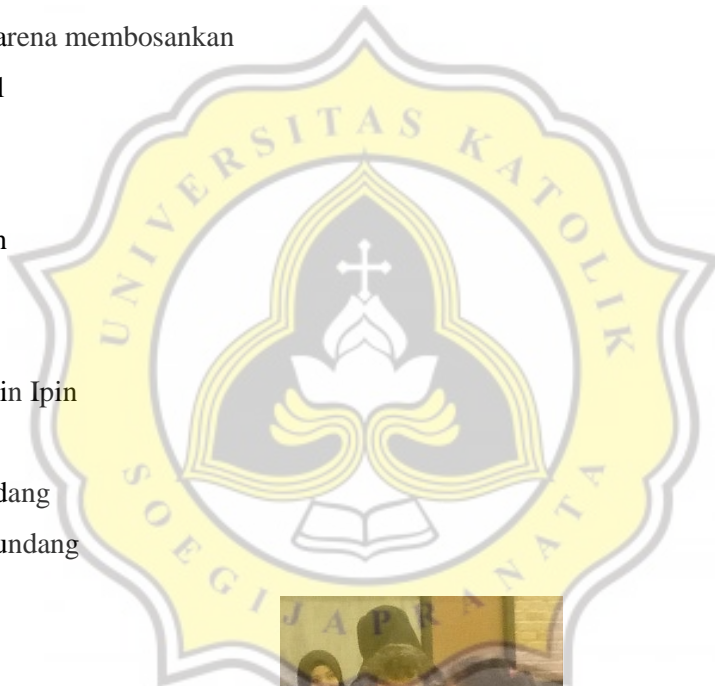 arena membosankan
in Ipin
dang
undang
UNIVERSITAS KATOLIK
SOEGIJAPRANATA